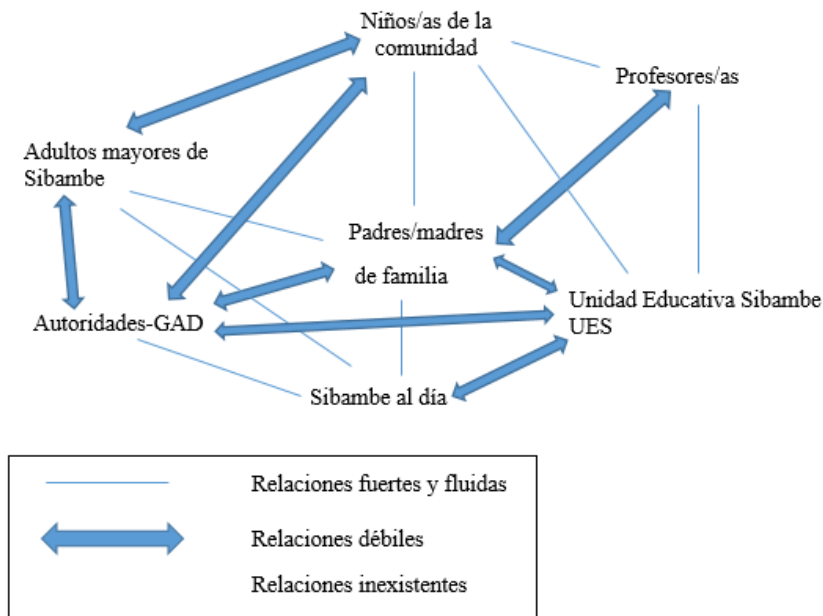 Niños/as de la
comunidad
Profesores/as
Adultos mayores de
Sibambe
Padres/madres
de familia
Autoridades-GAD
Unidad Educativa Sibambe
UES
Sibambe al día
Relaciones fuertes y fluidas
Relaciones débiles
Relaciones inexistentes